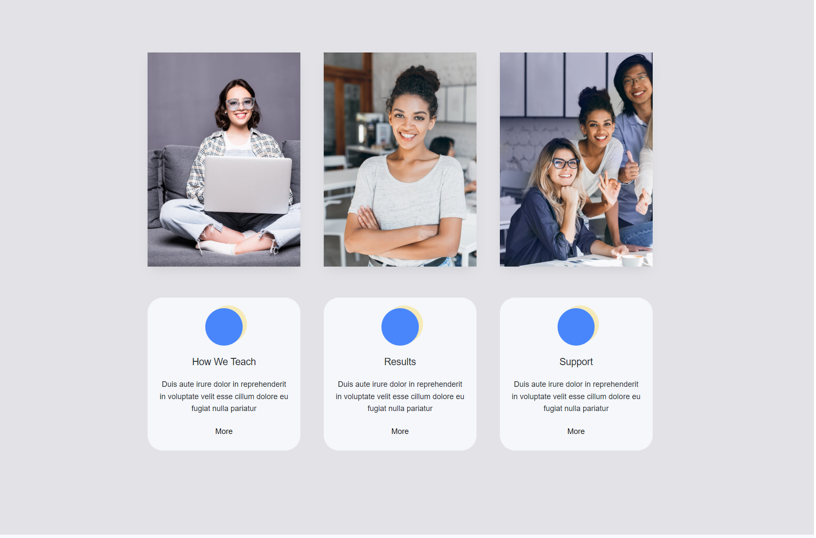 How We Teach
Duis aute irure dolor in reprehenderit
in voluptate velit esse cillum dolore eu
fugiat nulla pariatur
More
Results
Duis aute irure dolor in reprehenderit
in voluptate velit esse cillum dolore eu
fugiat nulla pariatur
More
Support
Duis aute irure dolor in reprehenderit
in voluptate velit esse cillum dolore eu
fugiat nulla pariatur
More